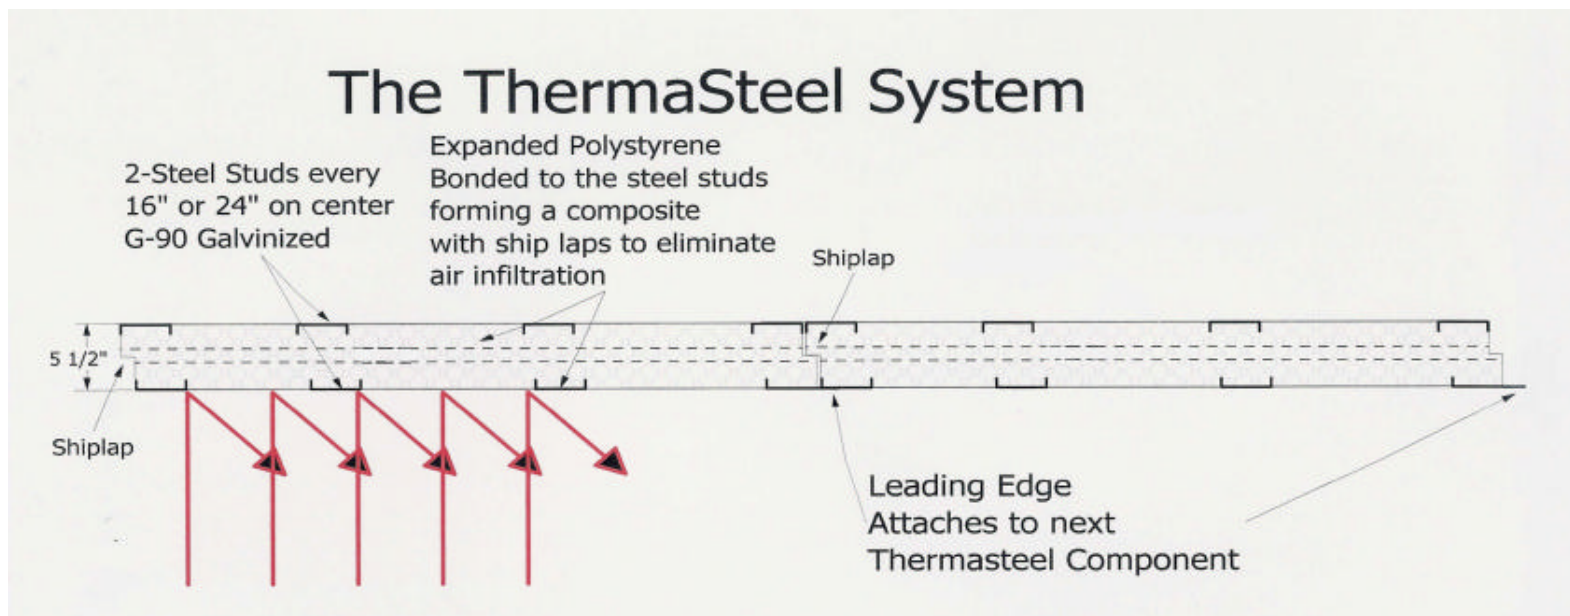 The ThermaSteel System
2-Steel Studs every
16" or 24" on center
G-90 Galvinized
Expanded Polystyrene
Bonded to the steel studs
forming a composite
with ship laps to eliminate
air infiltration
Shiplap
5 1/2"
Shiplap
Leading Edge
Attaches to next
Thermasteel Component